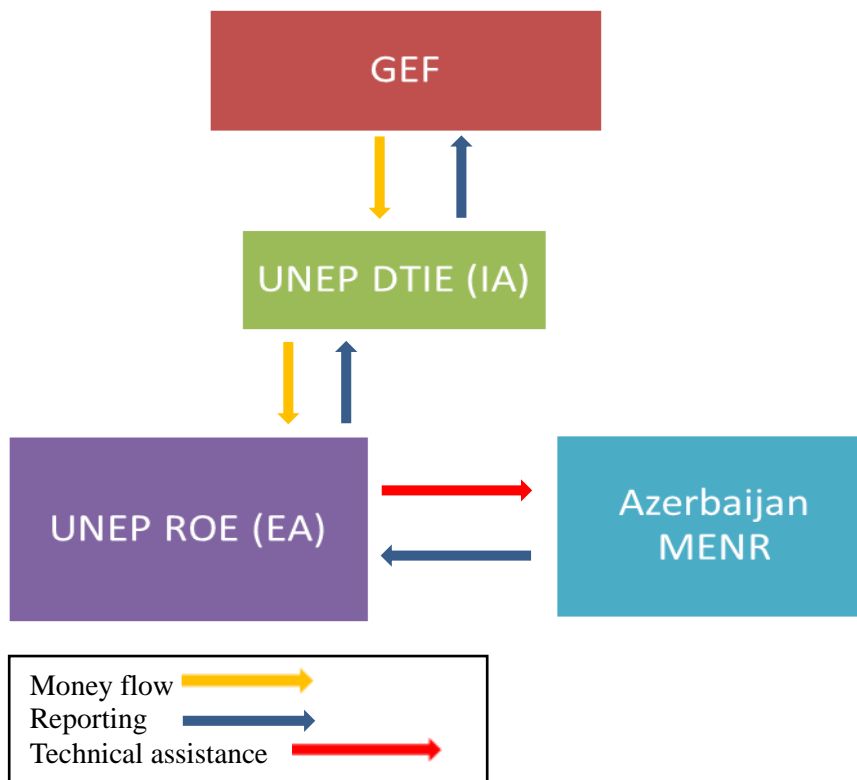 GEF
UNEP DTIE (IA)
UNEP ROE (EA)
Azerbaijan
MENR
Money flow
Reporting
Technical assistance